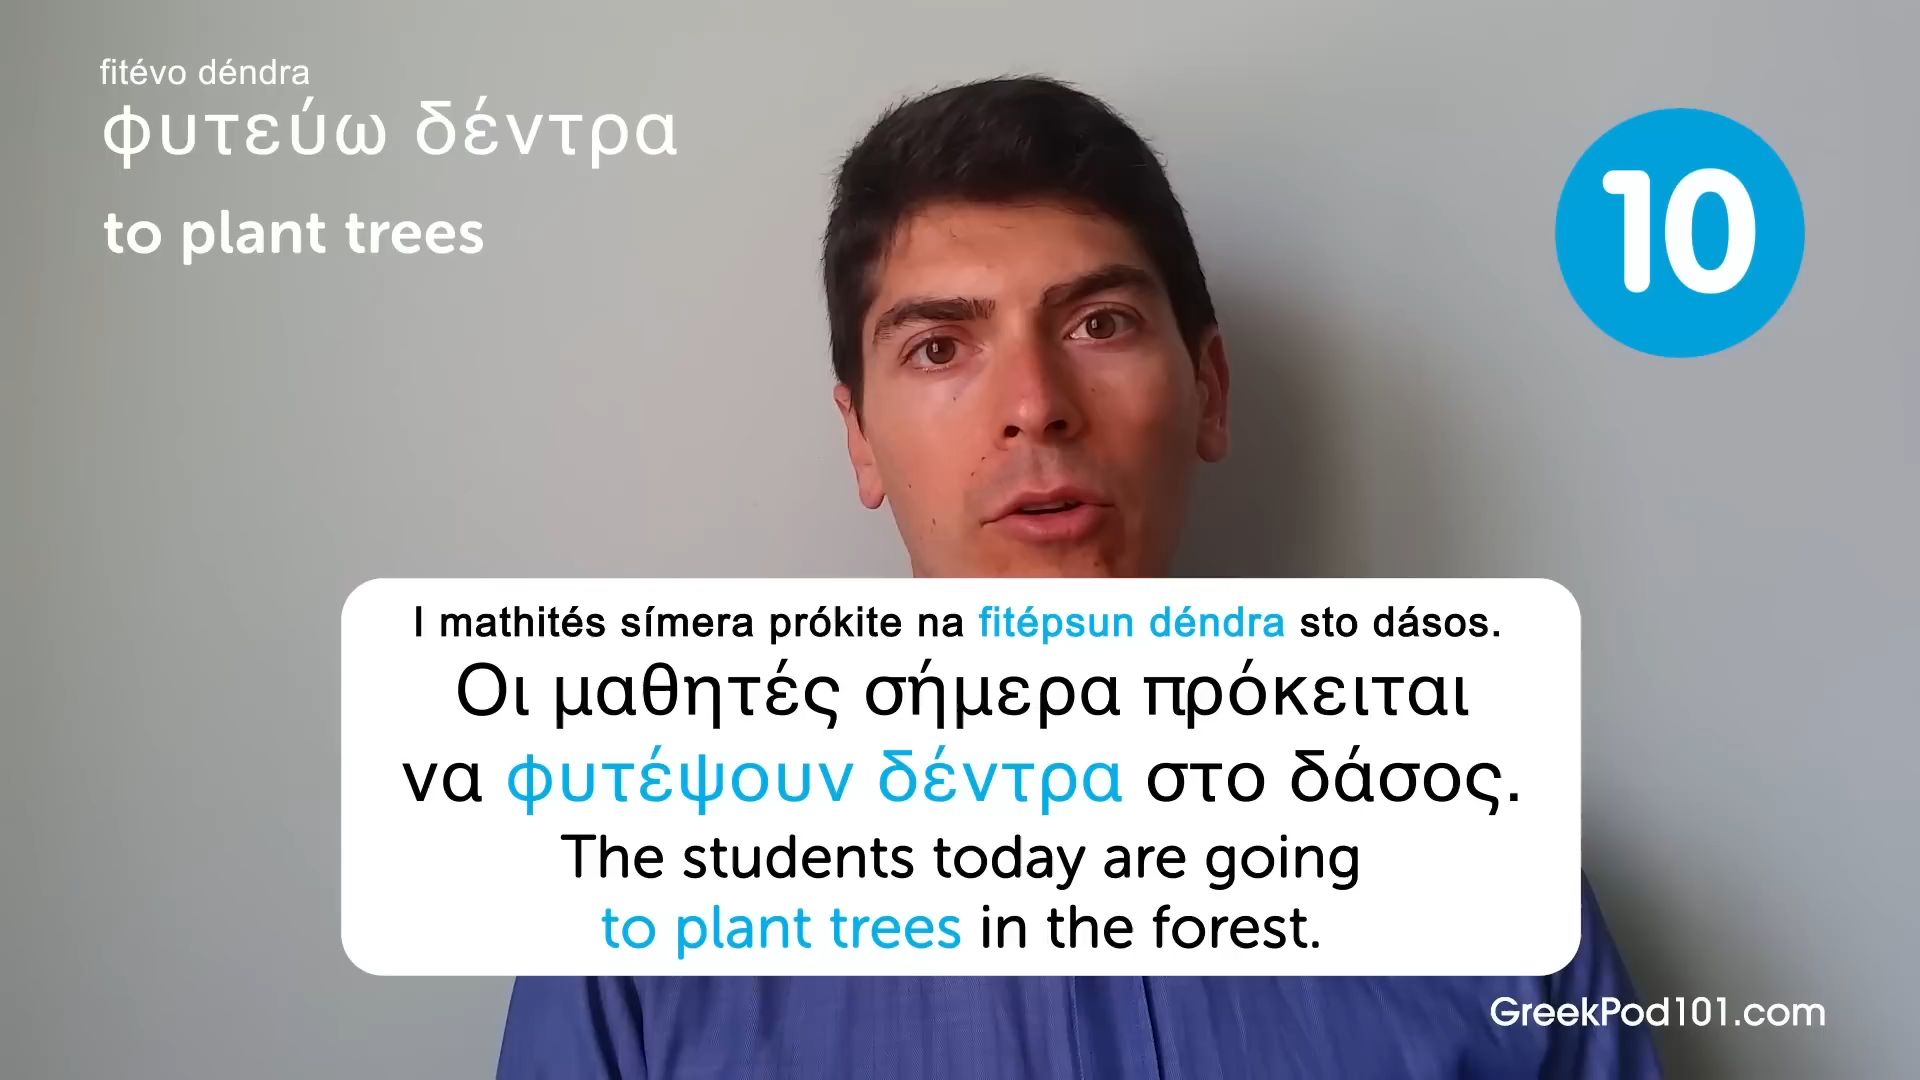 fitévo déndra
φυτεύω δέντρα
to plant trees
10
I mathités símera prókite na fitépsun déndra sto dásos.
Οι μαθητές σήμερα πρόκειται
να φυτέψουν δέντρα στο δάσος.
The students today are going
to plant trees in the forest.
GreekPod101.com